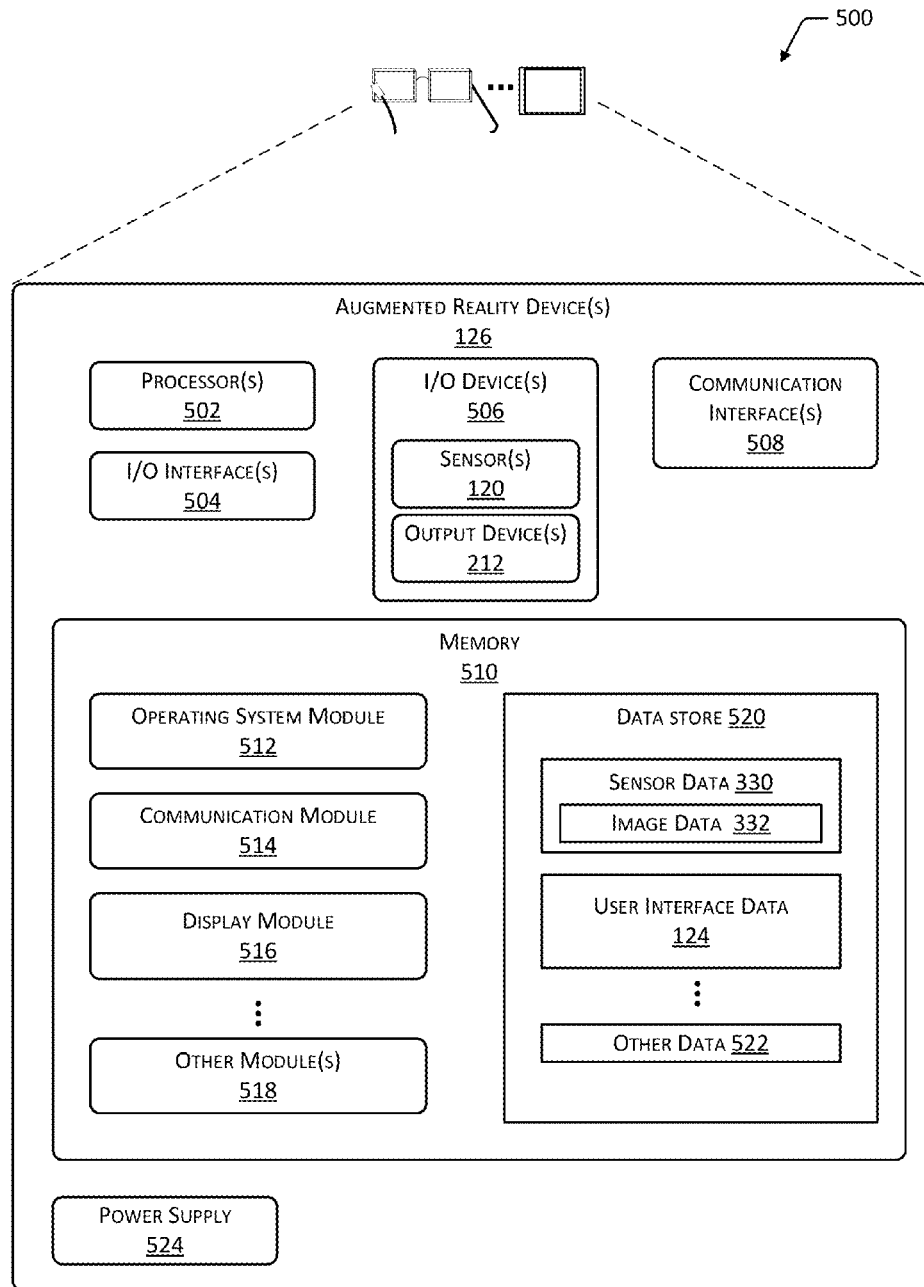 500
AUGMENTED REALITY DEVICE(S)
126
PROCESSOR(S)
502
I/O INTERFACE(S)
504
I/O DEVICE(S)
506
SENSOR(S)
120
OUTPUT DEVICE(S)
212
COMMUNICATION
INTERFACE(S)
508
MEMORY
510
OPERATING SYSTEM MODULE
512
COMMUNICATION MODULE
514
DISPLAY MODULE
516
OTHER MODULE(S)
518
DATA STORE 520
SENSOR DATA 330
IMAGE DATA 332
USER INTERFACE DATA
124
OTHER DATA 522
POWER SUPPLY
524